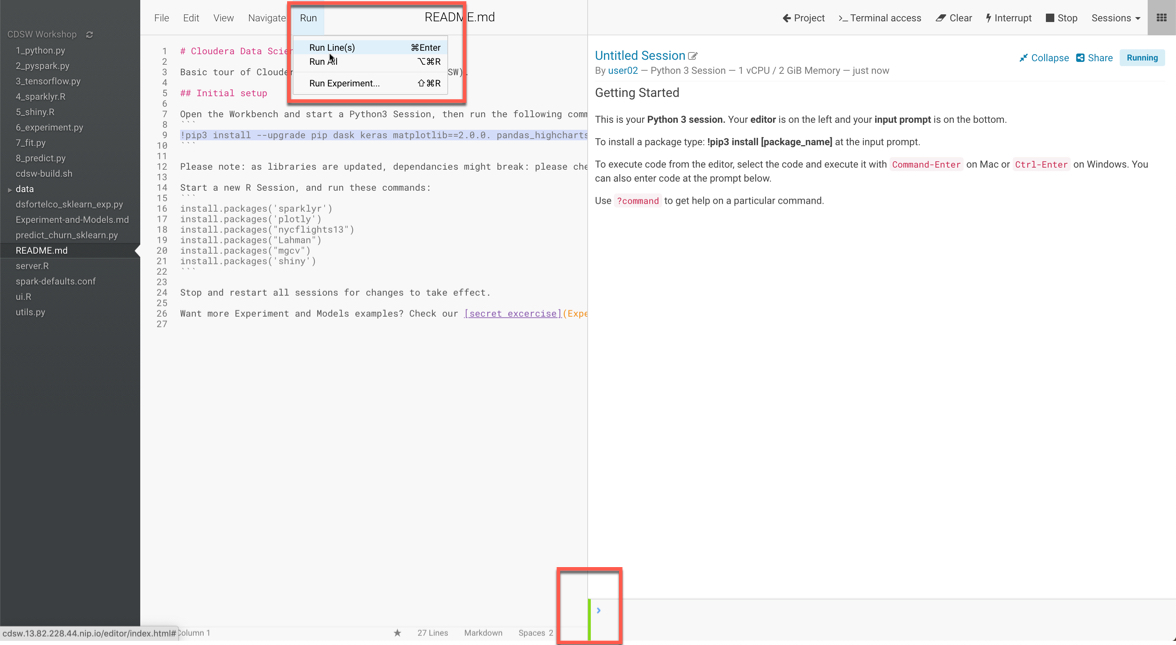 File Edit View Navigate Run README.md Project >_ Terminal access Clear Interrupt Stop Sessions
CDSW Workshop
1_python.py
2_pyspark.py
3_tensorflow.py
4_sparklyr.R
5_shiny.R
6_experiment.py
7_fit.py
8_predict.py
cdsw-build.sh
data
dsfortelco_sklearn_exp.py
Experiment-and-Models.md
predict_churn_sklearn.py
README.md
server.R
spark-defaults.conf
ui.R
utils.py
cdsw.13.82.228.44.nip.io/editor/index.html#
Run Line(s) ⌘Enter
Run All ⌥⌘R
Run Experiment... ⇧⌘R
1 # Cloudera Data Scien
2
3 Basic tour of Clouder SW).
4
5 ## Initial setup
6
7 Open the Workbench and start a Python3 Session, then run the following comm
8 ```
9 !pip3 install --upgrade pip dask keras matplotlib==2.0.0. pandas_highcharts
10 ```
11
12 Please note: as libraries are updated, dependancies might break: please che
13
14 Start a new R Session, and run these commands:
15 ```
16 install.packages('sparklyr')
17 install.packages('plotly')
18 install.packages("nycflights13")
19 install.packages("Lahman")
20 install.packages("mgcv")
21 install.packages('shiny')
22 ```
23
24 Stop and restart all sessions for changes to take effect.
25
26 Want more Experiment and Models examples? Check our [secret excercise](Expe
27
Column 1 ★ 27 Lines Markdown Spaces 2
Untitled Session Collapse Share Running
By user02 — Python 3 Session — 1 vCPU / 2 GiB Memory — just now
Getting Started
This is your Python 3 session. Your editor is on the left and your input prompt is on the bottom.
To install a package type: !pip3 install [package_name] at the input prompt.
To execute code from the editor, select the code and execute it with Command-Enter on Mac or Ctrl-Enter on Windows. You
can also enter code at the prompt below.
Use ?command to get help on a particular command.
>